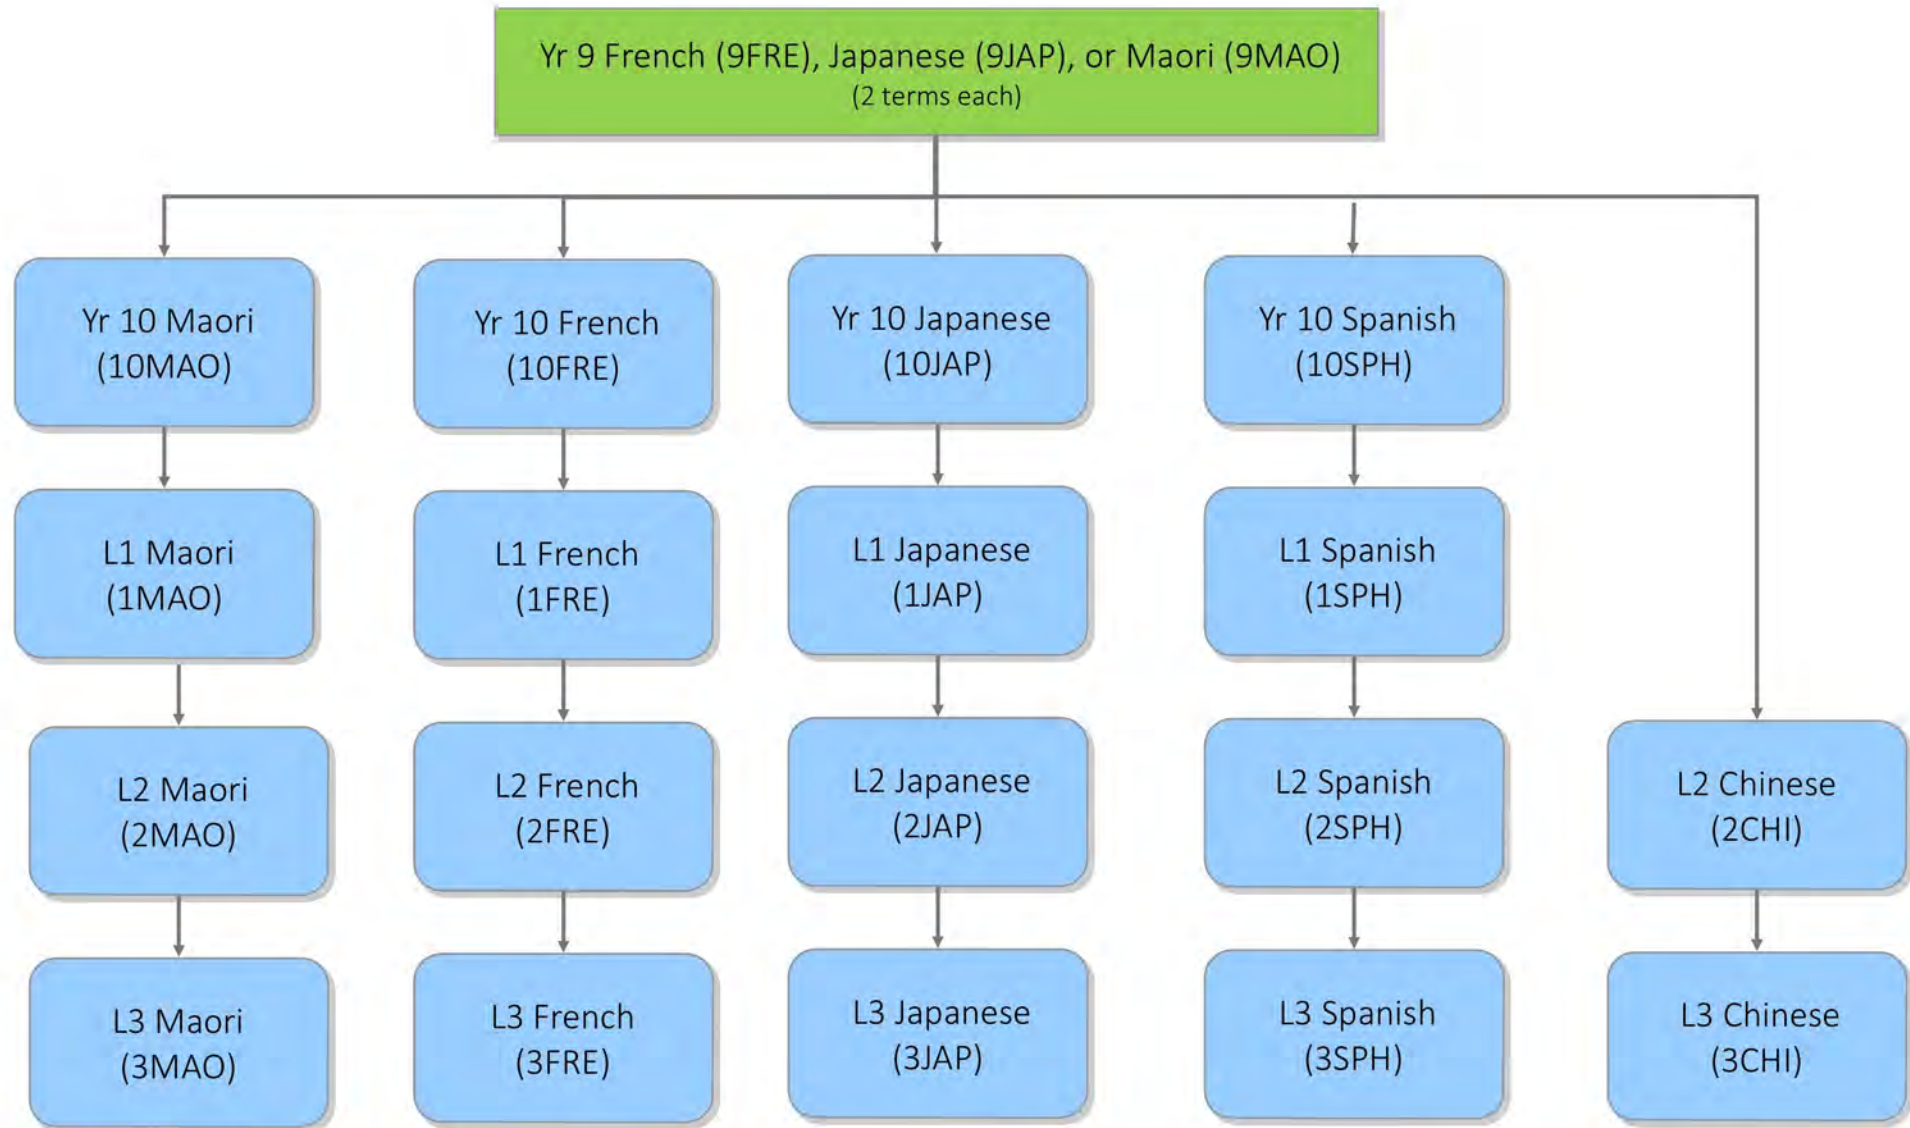 Yr 9 French (9FRE), Japanese (9JAP), or Maori (9MAO)
(2 terms each)
Yr 10 Maori
(10MAO)
Yr 10 French
(10FRE)
Yr 10 Japanese
(10JAP)
Yr 10 Spanish
(10SPH)
L1 Maori
(1MAO)
L1 French
(1FRE)
L1 Japanese
(1JAP)
L1 Spanish
(1SPH)
L2 Maori
(2MAO)
L2 French
(2FRE)
L2 Japanese
(2JAP)
L2 Spanish
(2SPH)
L2 Chinese
(2CHI)
L3 Maori
(3MAO)
L3 French
(3FRE)
L3 Japanese
(3JAP)
L3 Spanish
(3SPH)
L3 Chinese
(3CHI)